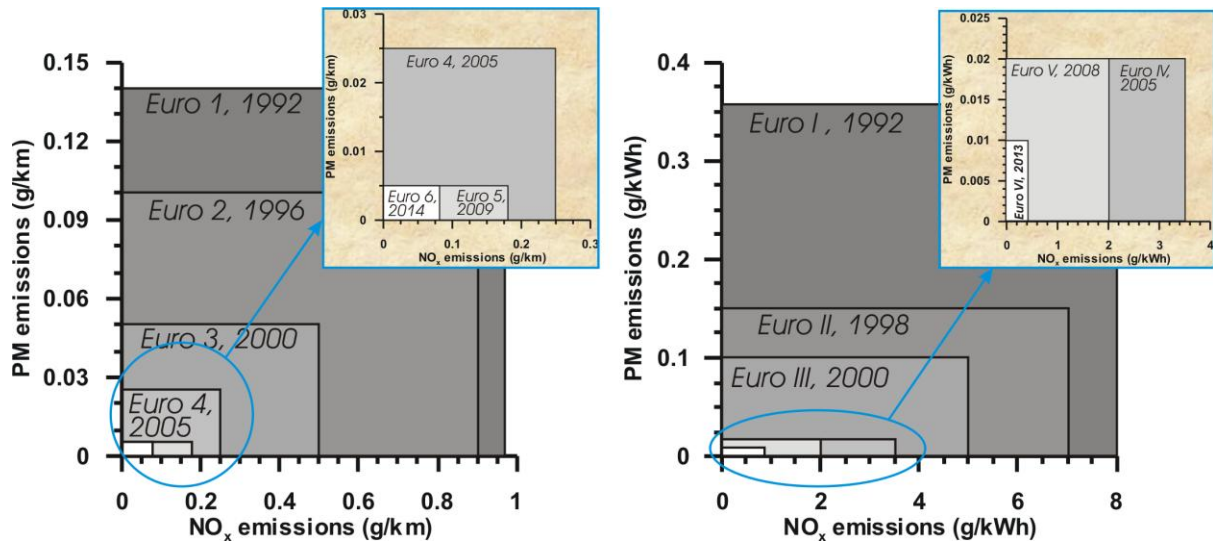 0.15
0.12
0.09
0.06
0.03
0
PM emissions (g/km)
Euro 1, 1992
Euro 2, 1996
Euro 3, 2000
Euro 4,
2005
0 0.2 0.4 0.6 0.8 1
NOx emissions (g/km)
0.03
0.02
0.01
0
PM emissions (g/km)
Euro 4, 2005
Euro 6,
2014
Euro 5,
2009
0 0.1 0.2 0.3
NOx emissions (g/km)
0.4
0.3
0.2
0.1
0
PM emissions (g/kWh)
Euro I , 1992
Euro II, 1998
Euro III, 2000
0 2 4 6 8
NOx emissions (g/kWh)
0.025
0.02
0.015
0.01
0.005
0
PM emissions (g/kWh)
Euro V, 2008
Euro IV,
2005
Euro VI, 2013
0 1 2 3 4
NOx emissions (g/kWh)